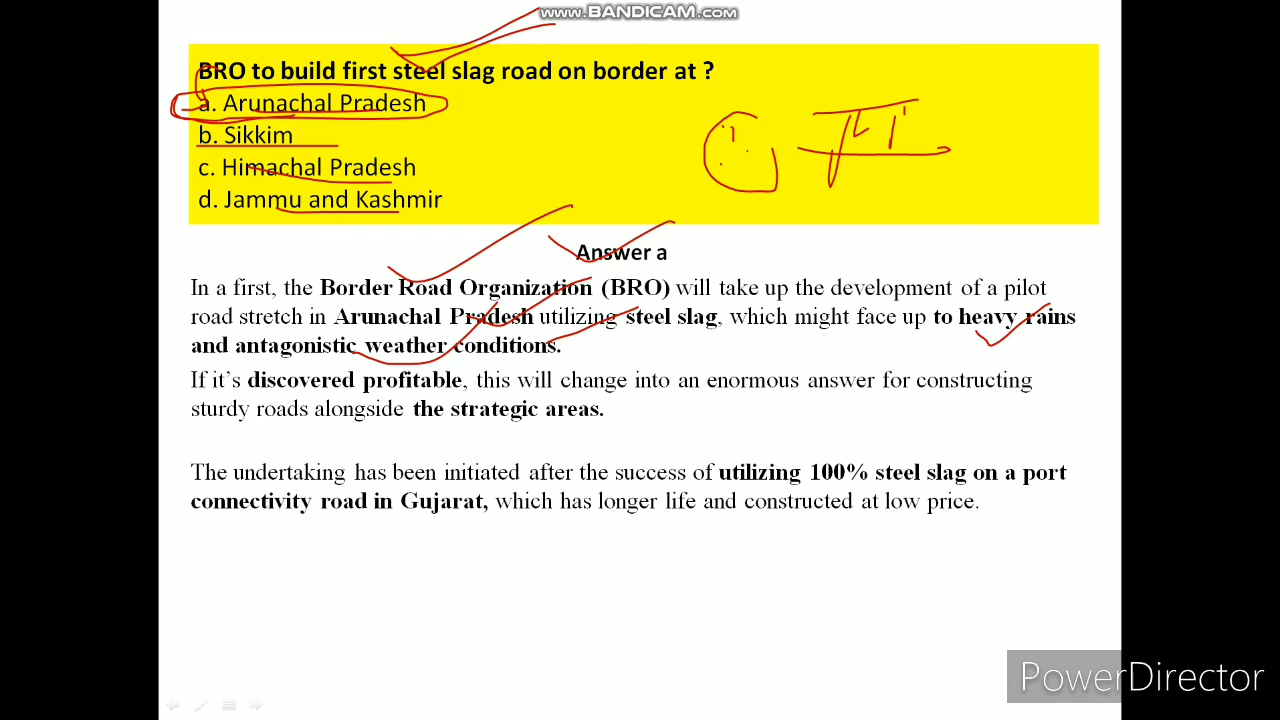 www.BANDICAM.com
BRO to build first steel slag road on border at ?
a. Arunachal Pradesh
b. Sikkim
c. Himachal Pradesh
d. Jammu and Kashmir
Answer a
In a first, the Border Road Organization (BRO) will take up the development of a pilot
road stretch in Arunachal Pradesh utilizing steel slag, which might face up to heavy rains
and antagonistic weather conditions.
If it’s discovered profitable, this will change into an enormous answer for constructing
sturdy roads alongside the strategic areas.
The undertaking has been initiated after the success of utilizing 100% steel slag on a port
connectivity road in Gujarat, which has longer life and constructed at low price.
PowerDirector